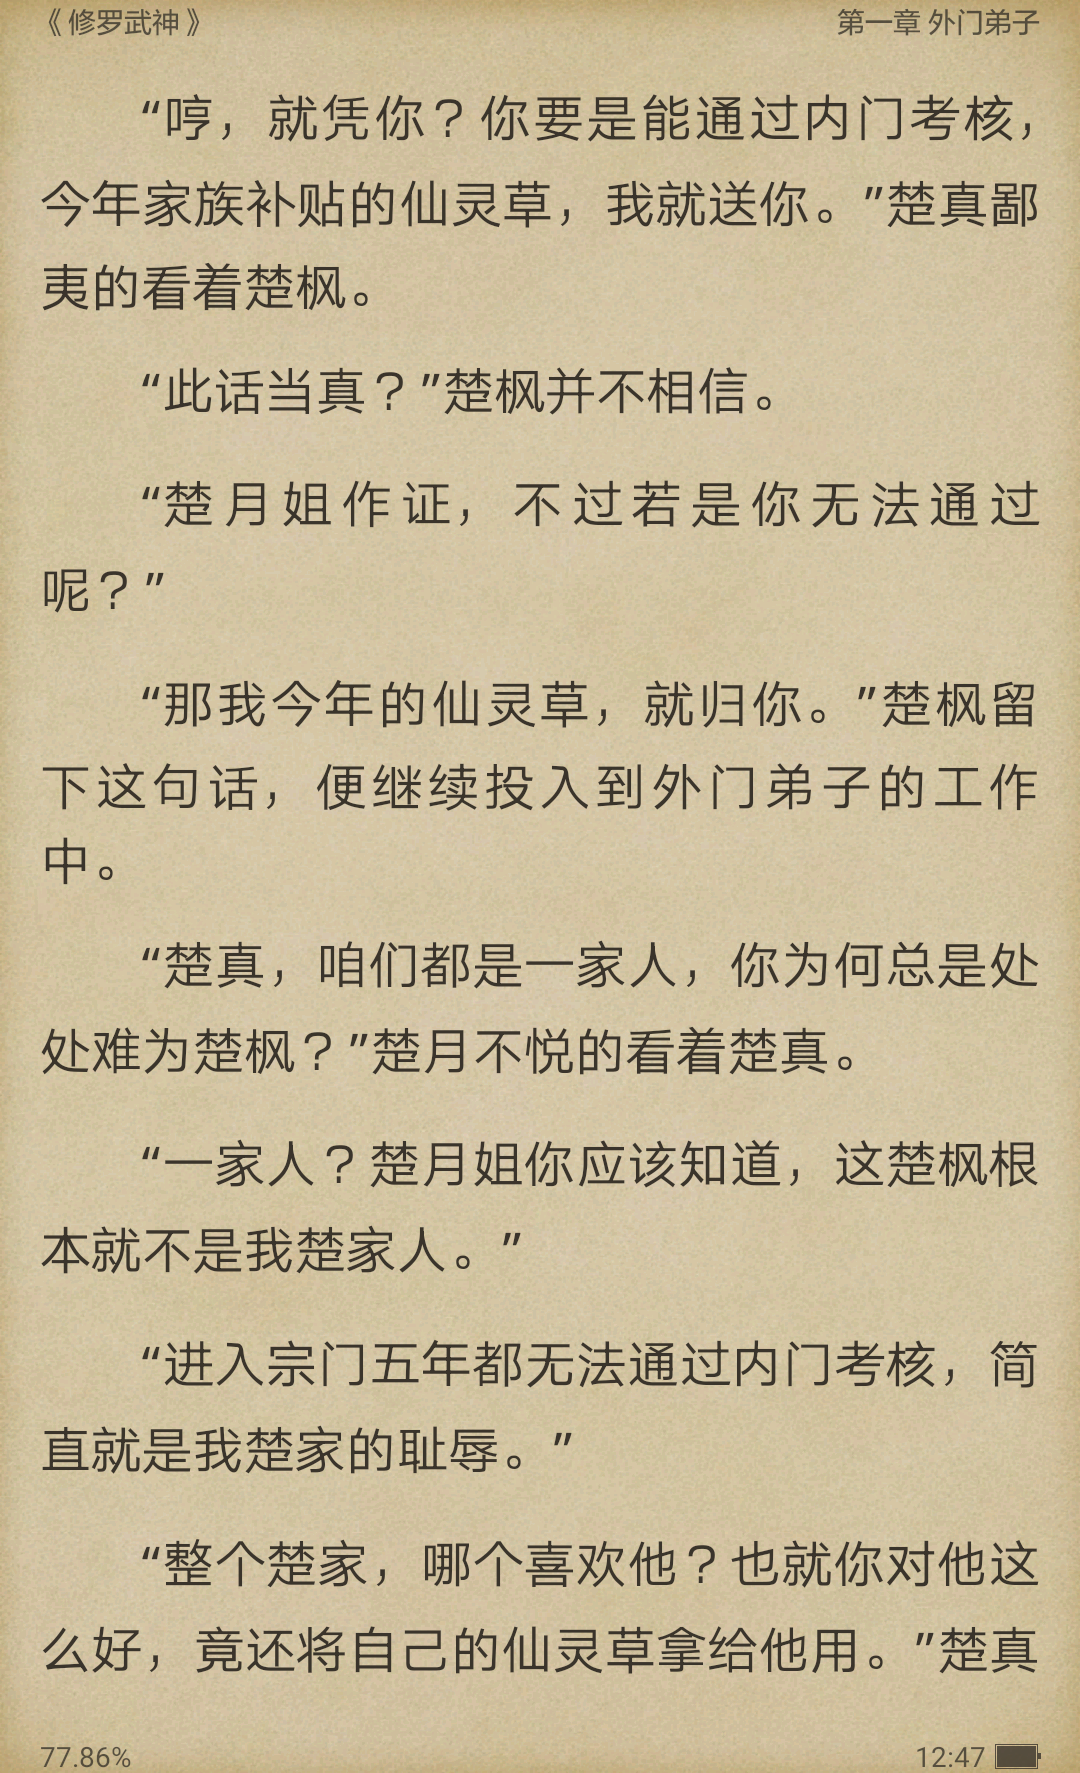 《修罗武神》 第一章 外门弟子
“哼，就凭你？你要是能通过内门考核，
今年家族补贴的仙灵草，我就送你。”楚真鄙
夷的看着楚枫。
“此话当真？”楚枫并不相信。
“楚月姐作证，不过若是你无法通过
呢？”
“那我今年的仙灵草，就归你。”楚枫留
下这句话，便继续投入到外门弟子的工作
中。
“楚真，咱们都是一家人，你为何总是处
处难为楚枫？”楚月不悦的看着楚真。
“一家人？楚月姐你应该知道，这楚枫根
本就不是我楚家人。”
“进入宗门五年都无法通过内门考核，简
直就是我楚家的耻辱。”
“整个楚家，哪个喜欢他？也就你对他这
么好，竟还将自己的仙灵草拿给他用。”楚真
77.86% 12:47